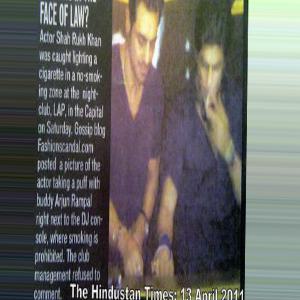 FACE OF LAW?
Actor Shah Rukh Khan
was caught lighting a
cigarette in a no-smok-
ing zone at the night-
club, LAP, in the Capital
on Saturday. Gossip blog
Fashionscandal.com
posted a picture of the
actor taking a puff with
buddy Arjun Rampal
right next to the DJ con-
sole, where smoking is
prohibited. The club
management refused to
comment.
The Hindustan Times: 13 April 2011